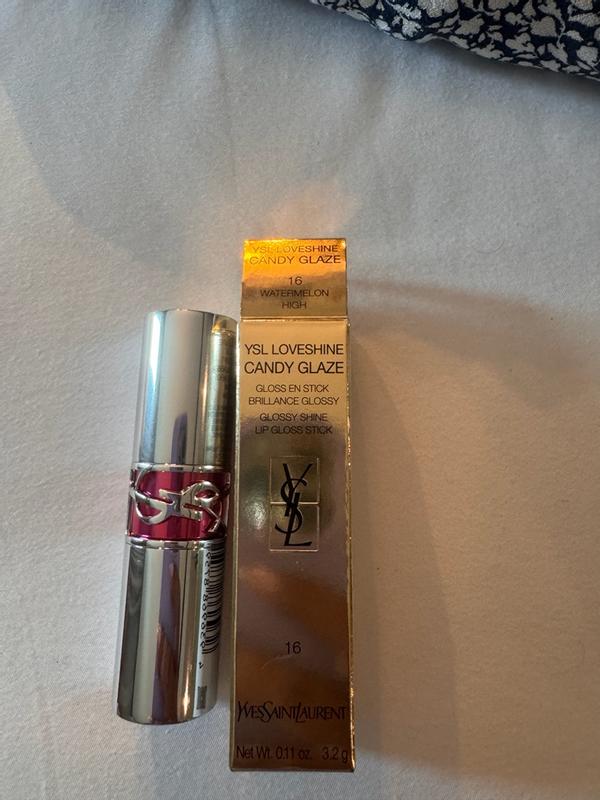 YSL LOVESHINE
CANDY GLAZE
16
WATERMELON
HIGH
YSL LOVESHINE
CANDY GLAZE
GLOSS EN STICK
BRILLANCE GLOSSY
GLOSSY SHINE
LIP GLOSS STICK
YSL
16
YVESSAINTLAURENT
Net Wt. 0.11 oz. 3.2 g